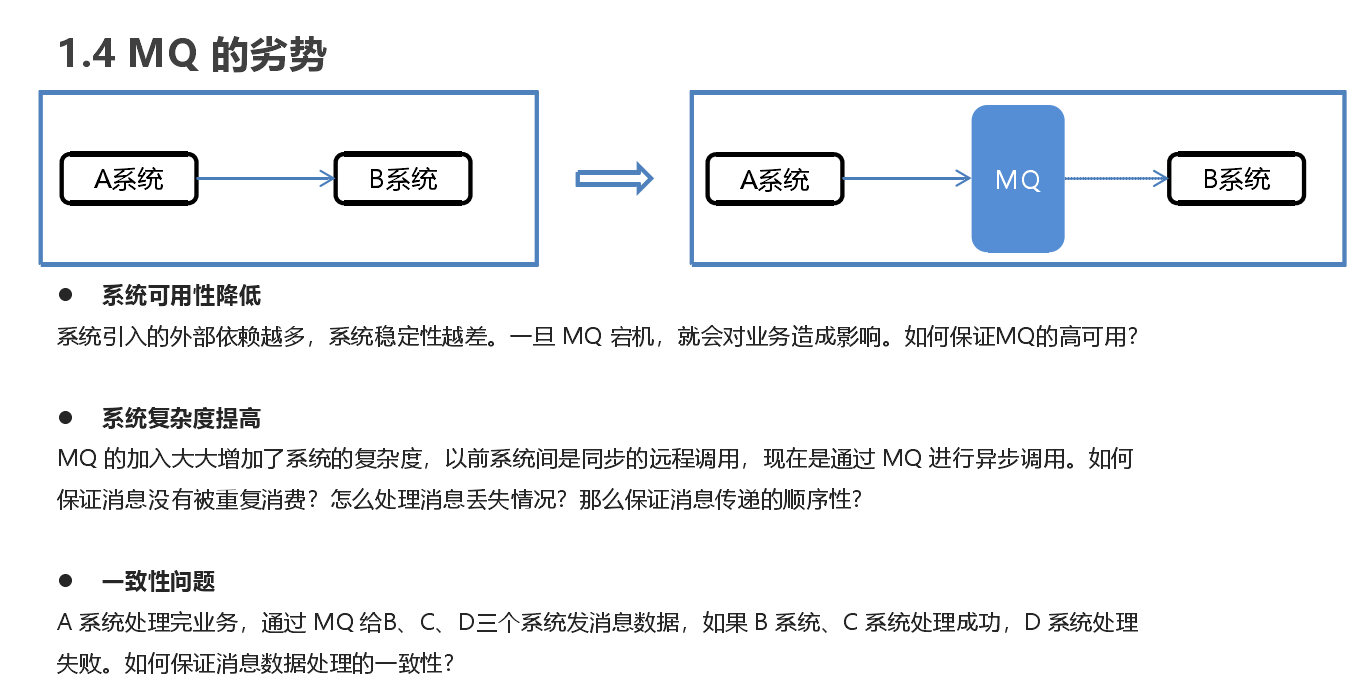 1.4 MQ 的劣势
A系统
B系统
A系统
MQ
B系统
● 系统可用性降低
系统引入的外部依赖越多，系统稳定性越差。一旦 MQ 宕机，就会对业务造成影响。如何保证MQ的高可用？
● 系统复杂度提高
MQ 的加入大大增加了系统的复杂度，以前系统间是同步的远程调用，现在是通过 MQ 进行异步调用。如何
保证消息没有被重复消费？怎么处理消息丢失情况？那么保证消息传递的顺序性？
● 一致性问题
A 系统处理完业务，通过 MQ 给B、C、D三个系统发消息数据，如果 B 系统、C 系统处理成功，D 系统处理
失败。如何保证消息数据处理的一致性？